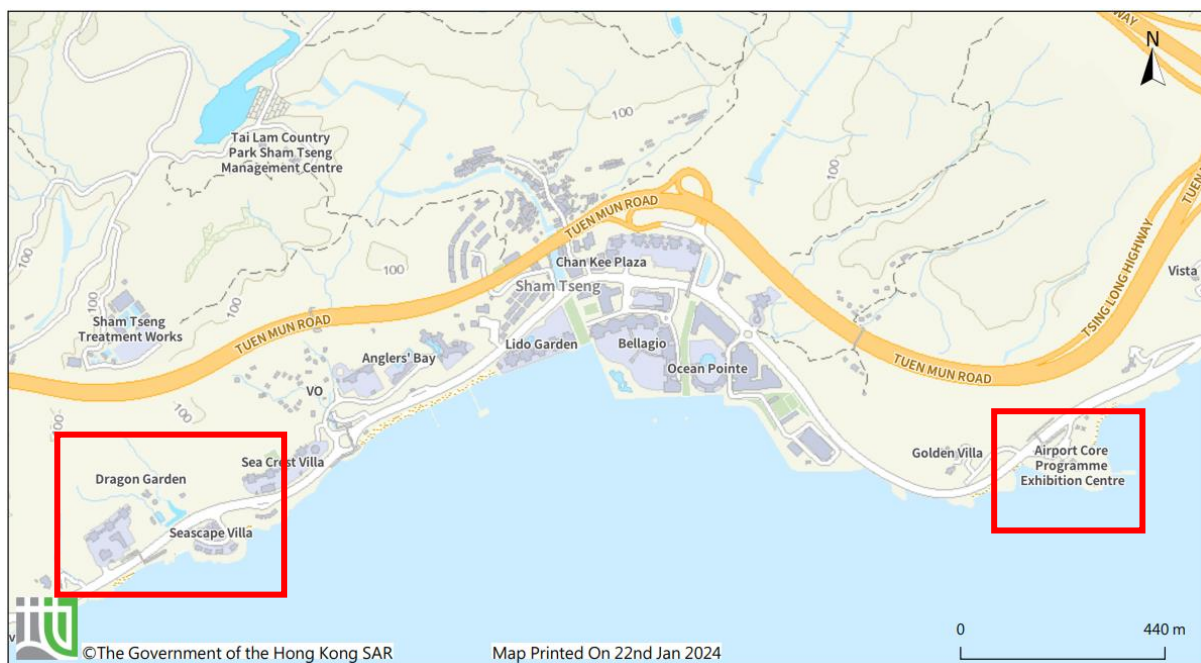 WAY
N
100
Tai Lam Country
Park Sham Tseng
Management Centre
TUEN MUN ROAD
TUEN M
100
100
100
TSING LONG HIGHWAY
Chan Kee Plaza
Sham Tseng
Vista
100
Sham Tseng
Treatment Works
TUEN MUN ROAD
Anglers' Bay
Lido Garden
Bellagio
Ocean Pointe
TUEN MUN ROAD
VO
100
100
Sea Crest Villa
Golden Villa
Airport Core
Programme
Exhibition Centre
Dragon Garden
Seascape Villa
0
440 m
v
©The Government of the Hong Kong SAR
Map Printed On 22nd Jan 2024